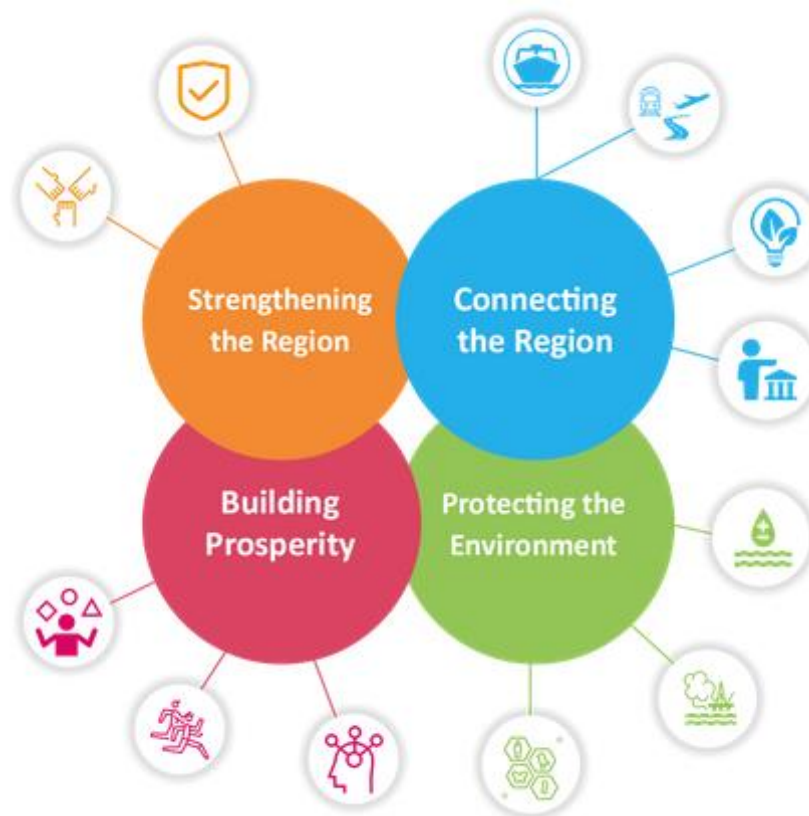 Strengthening
the Region
Connecting
the Region
Building
Prosperity
Protecting the
Environment